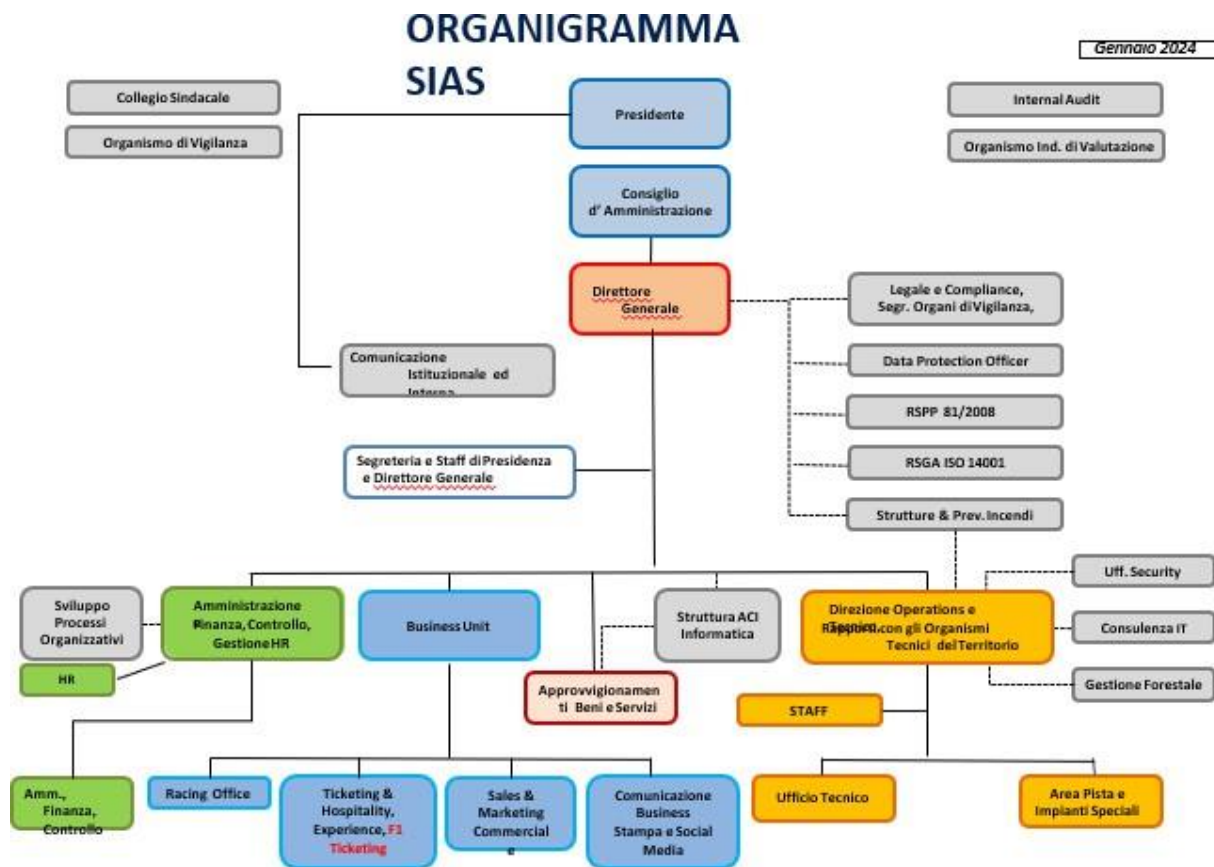 ORGANIGRAMMA
SIAS
Gennaio 2024
Collegio Sindacale
Organismo di Vigilanza
Presidente
Internal Audit
Organismo Ind. di Valutazione
Consiglio
d' Amministrazione
Direttore
Generale
Legale e Compliance,
Segr. Organi di Vigilanza,
Data Protection Officer
RSPP 81/2008
RSGA ISO 14001
Strutture & Prev. Incendi
Comunicazione
Istituzionale ed
Interna
Segreteria e Staff di Presidenza
e Direttore Generale
Sviluppo
Processi
Organizzativi
HR
Amministrazione
Finanza, Controllo,
Gestione HR
Business Unit
Approvvigionamen
ti Beni e Servizi
Struttura ACI
Informatica
Direzione Operations e
Rapporti con gli Organismi
Tecnici del Territorio
Uff. Security
Consulenza IT
Gestione Forestale
STAFF
Amm.,
Finanza,
Controllo
Racing Office
Ticketing &
Hospitality,
Experience, F1
Ticketing
Sales &
Marketing
Commercial
e
Comunicazione
Business
Stampa e Social
Media
Ufficio Tecnico
Area Pista e
Impianti Speciali